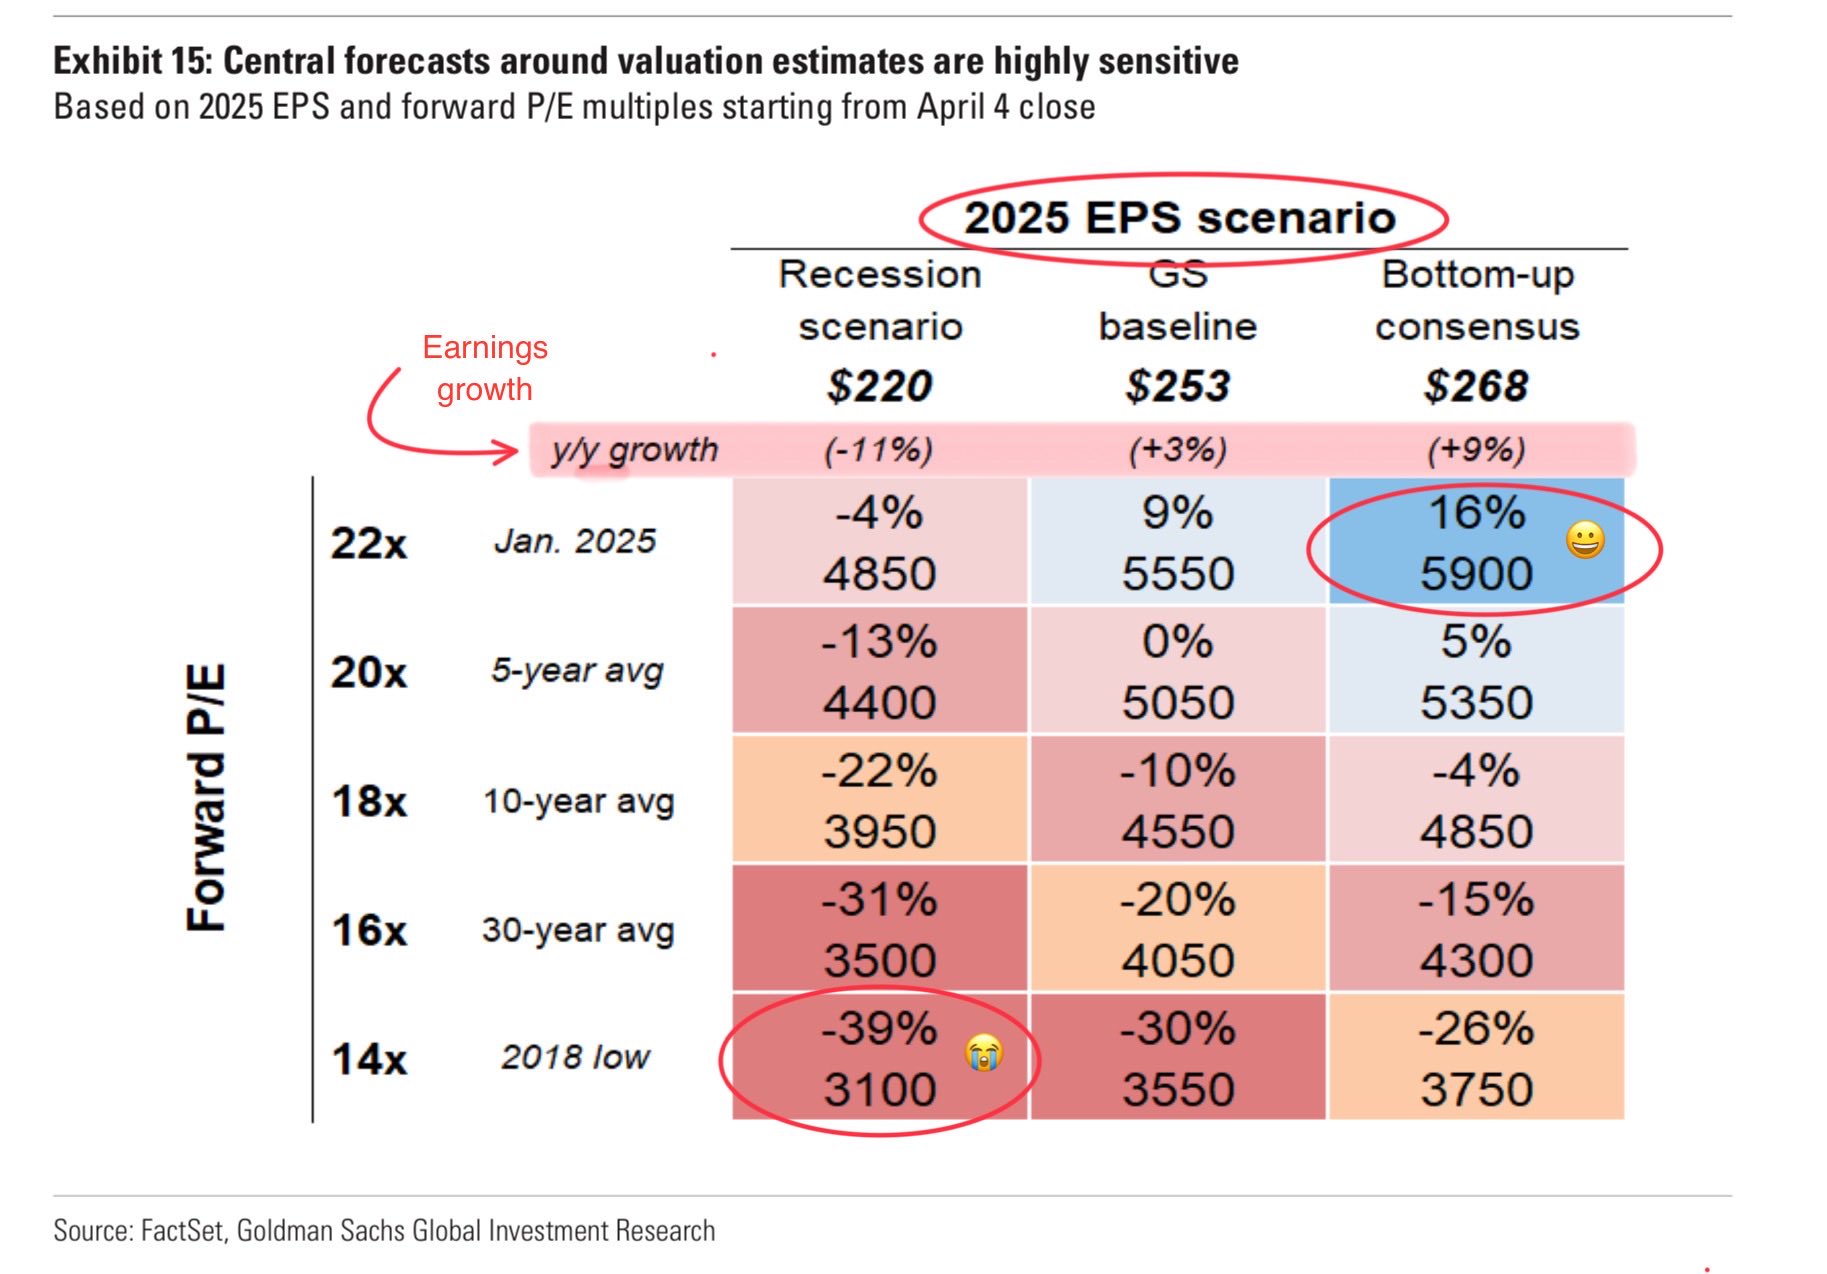 Exhibit 15: Central forecasts around valuation estimates are highly sensitive
Based on 2025 EPS and forward P/E multiples starting from April 4 close
2025 EPS scenario
Recession scenario
GS baseline
Bottom-up consensus
$220 $253 $268
Earnings growth
y/y growth (-11%) (+3%) (+9%)
Forward P/E
22x Jan. 2025
-4% 9% 16%
4850 5550 5900
20x 5-year avg
-13% 0% 5%
4400 5050 5350
18x 10-year avg
-22% -10% -4%
3950 4550 4850
16x 30-year avg
-31% -20% -15%
3500 4050 4300
14x 2018 low
-39% -30% -26%
3100 3550 3750
Source: FactSet, Goldman Sachs Global Investment Research